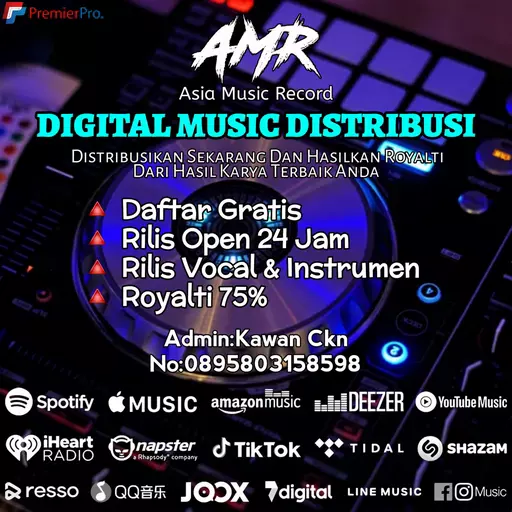 PremierPro.
AMR
Asia Music Record
DIGITAL MUSIC DISTRIBUSI
Distribusikan Sekarang Dan Hasilkan Royalti
Dari Hasil Karya Terbaik Anda
Daftar Gratis
Rilis Open 24 Jam
Rilis Vocal & Instrumen
Royalti 75%
Admin:Kawan Ckn
No:0895803158598
Spotify MUSIC amazon music DEEZER YouTube Music
iHeart RADIO napster a Rhapsody company TikTok TIDAL SHAZAM
resso QQ音乐 JOOX 7digital LINE MUSIC Music